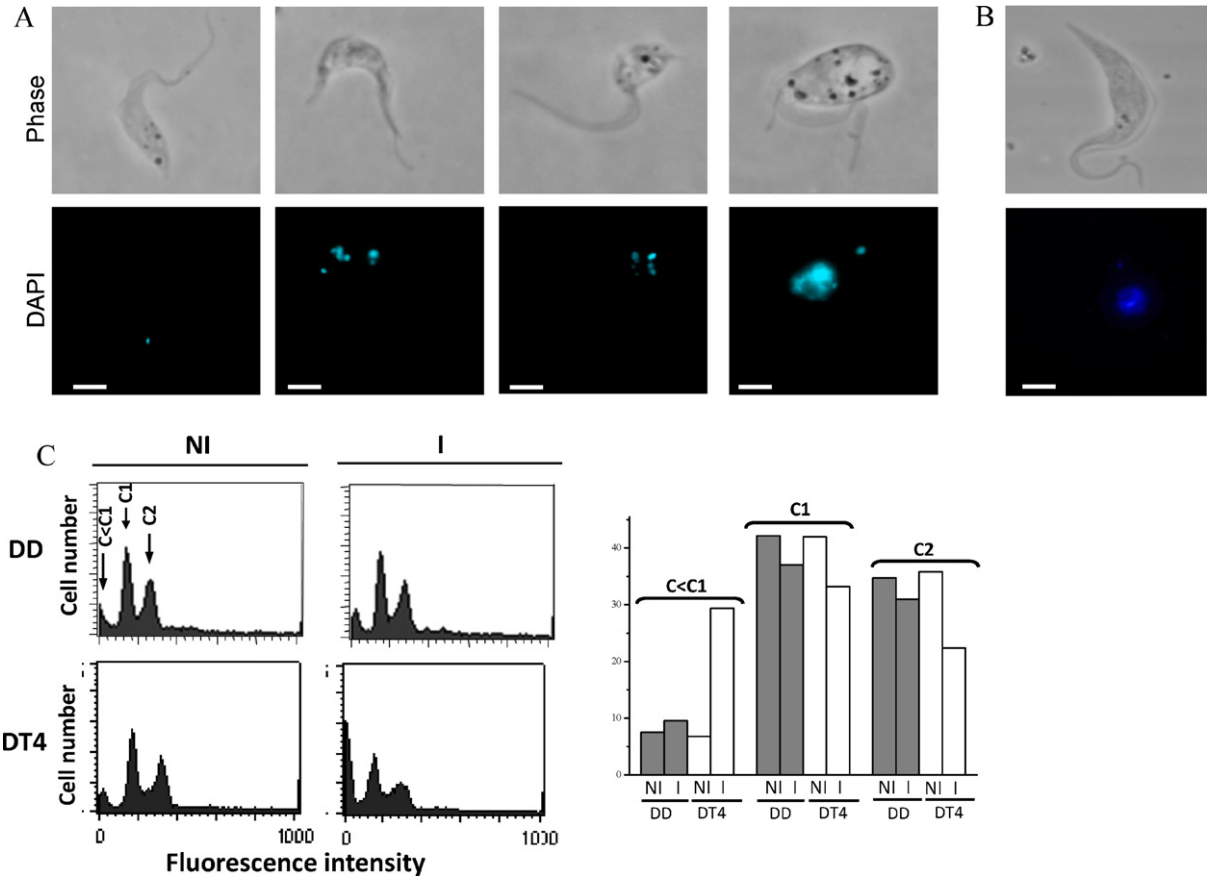 A
B
Phase
DAPI
C
NI
I
DD
Cell number
C<C1
C1
C2
DT4
Cell number
0
1000
0
1000
Fluorescence intensity
40
30
20
10
0
C<C1
C1
C2
NI I NI I
DD DT4
NI I NI I
DD DT4
NI I NI I
DD DT4